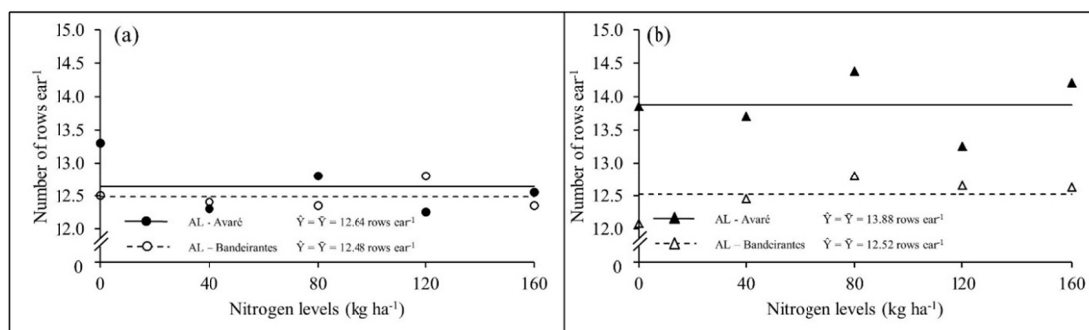 (a)
Number of rows ear⁻¹
15.0
14.5
14.0
13.5
13.0
12.5
12.0
0
AL - Avaré Ŷ = Ȳ = 12.64 rows ear⁻¹
AL – Bandeirantes Ŷ = Ȳ = 12.48 rows ear⁻¹
0 40 80 120 160
Nitrogen levels (kg ha⁻¹)
(b)
Number of rows ear⁻¹
15.0
14.5
14.0
13.5
13.0
12.5
12.0
0
AL - Avaré Ŷ = Ȳ = 13.88 rows ear⁻¹
AL – Bandeirantes Ŷ = Ȳ = 12.52 rows ear⁻¹
0 40 80 120 160
Nitrogen levels (kg ha⁻¹)